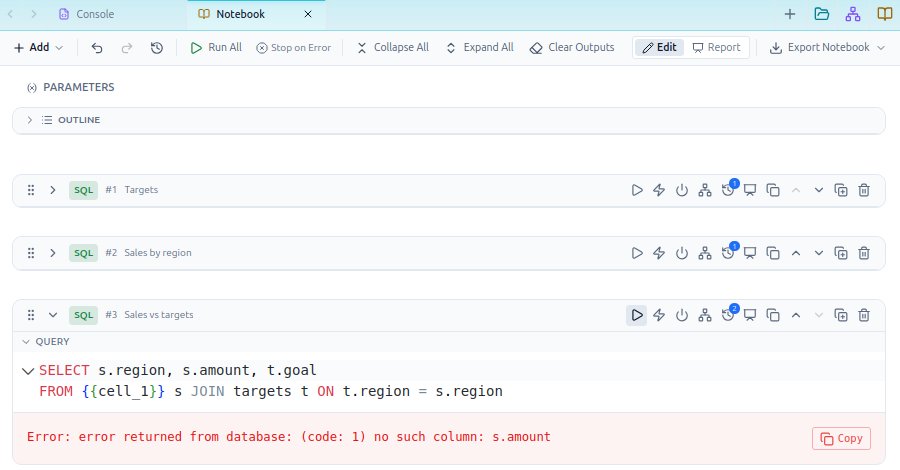 Console
Notebook
Add
Run All
Stop on Error
Collapse All
Expand All
Clear Outputs
Edit
Report
Export Notebook
(x) PARAMETERS
OUTLINE
SQL #1 Targets
1
SQL #2 Sales by region
1
SQL #3 Sales vs targets
2
QUERY
SELECT s.region, s.amount, t.goal
FROM {{cell_1}} s JOIN targets t ON t.region = s.region
Error: error returned from database: (code: 1) no such column: s.amount
Copy